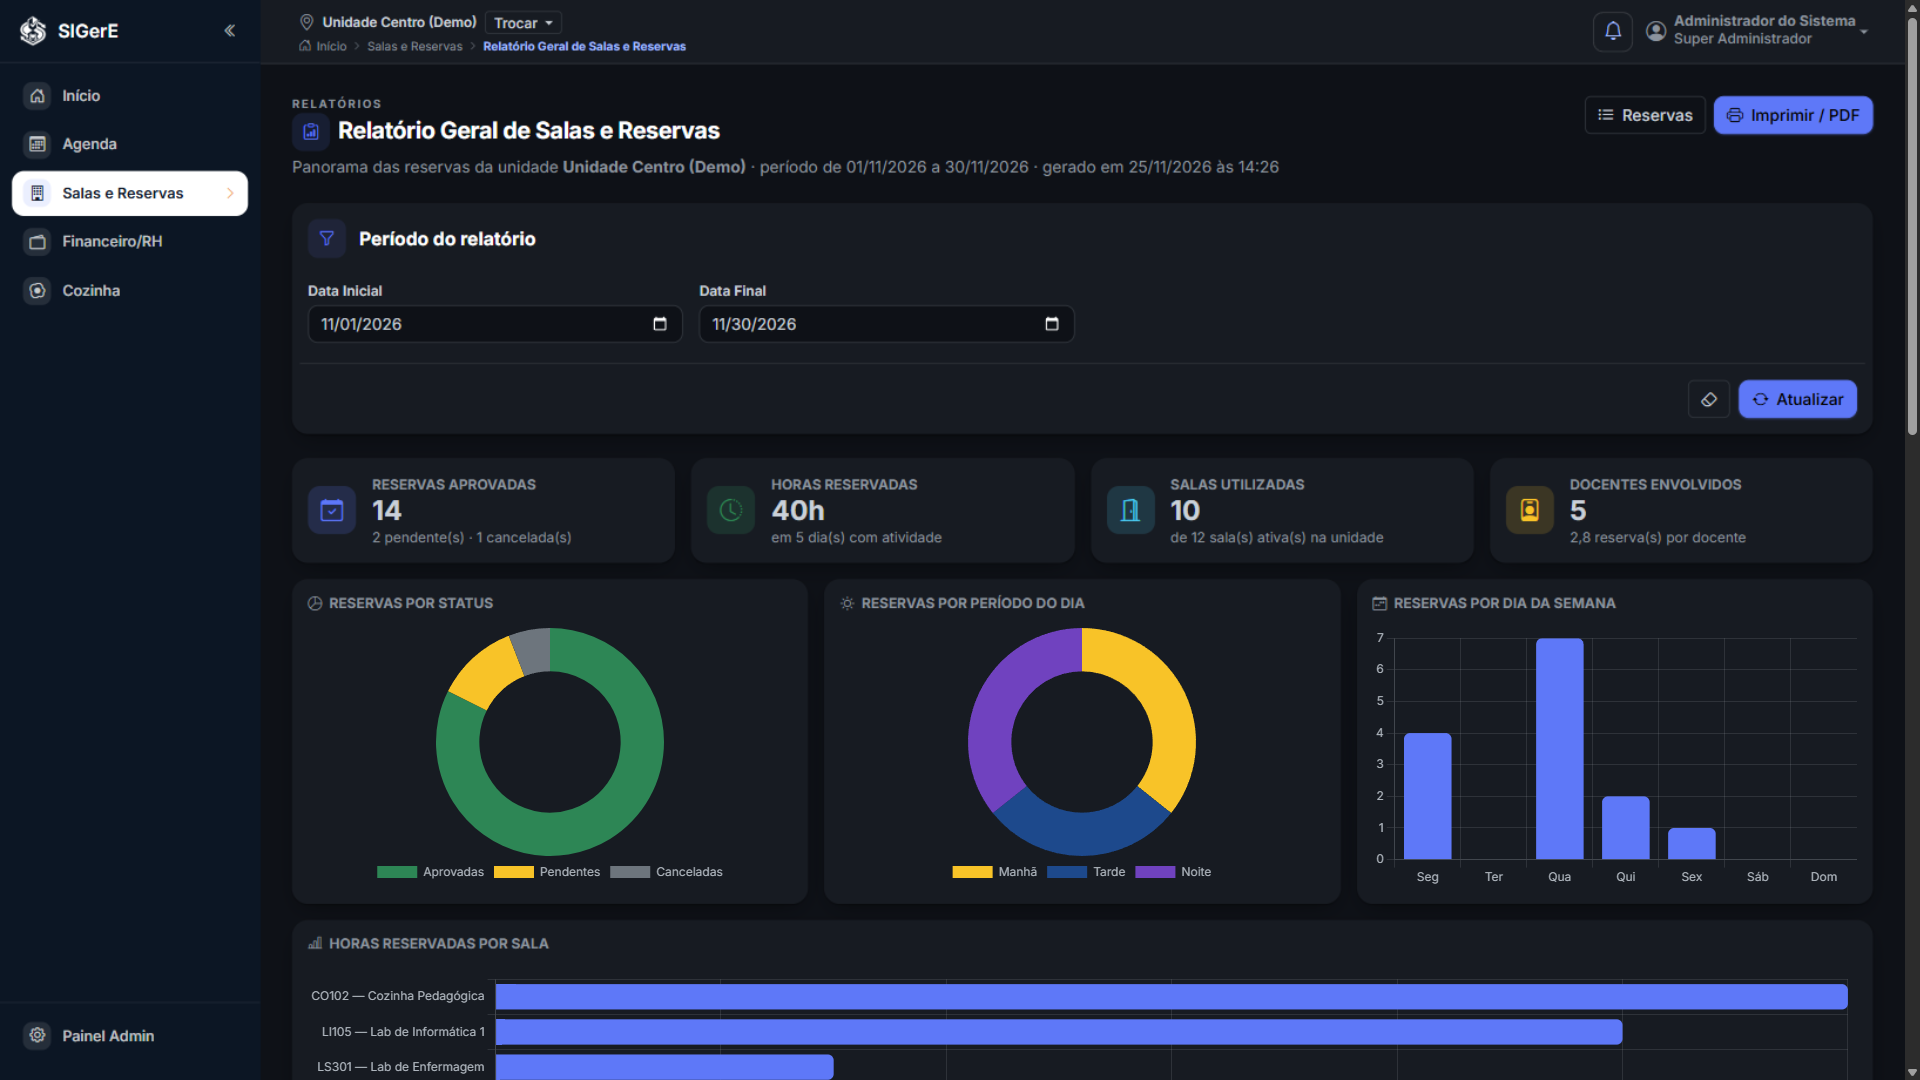 SIGerE
Início
Agenda
Salas e Reservas
Financeiro/RH
Cozinha
Painel Admin
Unidade Centro (Demo) Trocar
Início > Salas e Reservas > Relatório Geral de Salas e Reservas
Administrador do Sistema
Super Administrador
RELATÓRIOS
Relatório Geral de Salas e Reservas
Panorama das reservas da unidade Unidade Centro (Demo) · período de 01/11/2026 a 30/11/2026 · gerado em 25/11/2026 às 14:26
Reservas
Imprimir / PDF
Período do relatório
Data Inicial
11/01/2026
Data Final
11/30/2026
Atualizar
RESERVAS APROVADAS
14
2 pendente(s) · 1 cancelada(s)
HORAS RESERVADAS
40h
em 5 dia(s) com atividade
SALAS UTILIZADAS
10
de 12 sala(s) ativa(s) na unidade
DOCENTES ENVOLVIDOS
5
2,8 reserva(s) por docente
RESERVAS POR STATUS
Aprovadas Pendentes Canceladas
RESERVAS POR PERÍODO DO DIA
Manhã Tarde Noite
RESERVAS POR DIA DA SEMANA
7
6
5
4
3
2
1
0
Seg Ter Qua Qui Sex Sáb Dom
HORAS RESERVADAS POR SALA
CO102 — Cozinha Pedagógica
LI105 — Lab de Informática 1
LS301 — Lab de Enfermagem